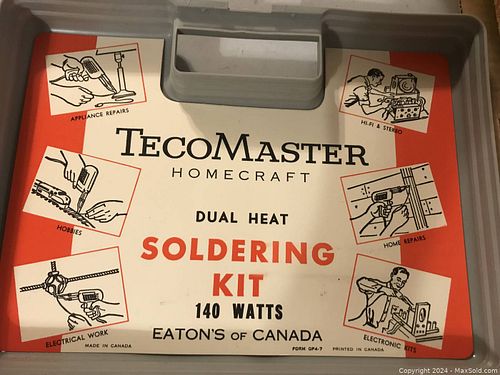 APPLIANCE REPAIRS
HI-FI & STEREO
TECOMASTER
HOMECRAFT
HOBBIES
DUAL HEAT
HOME REPAIRS
SOLDERING
KIT
140 WATTS
ELECTRICAL WORK
EATON'S OF CANADA
ELECTRONIC KITS
MADE IN CANADA
FORM GP4-7 PRINTED IN CANADA
Copyright 2024 - MaxSold.com